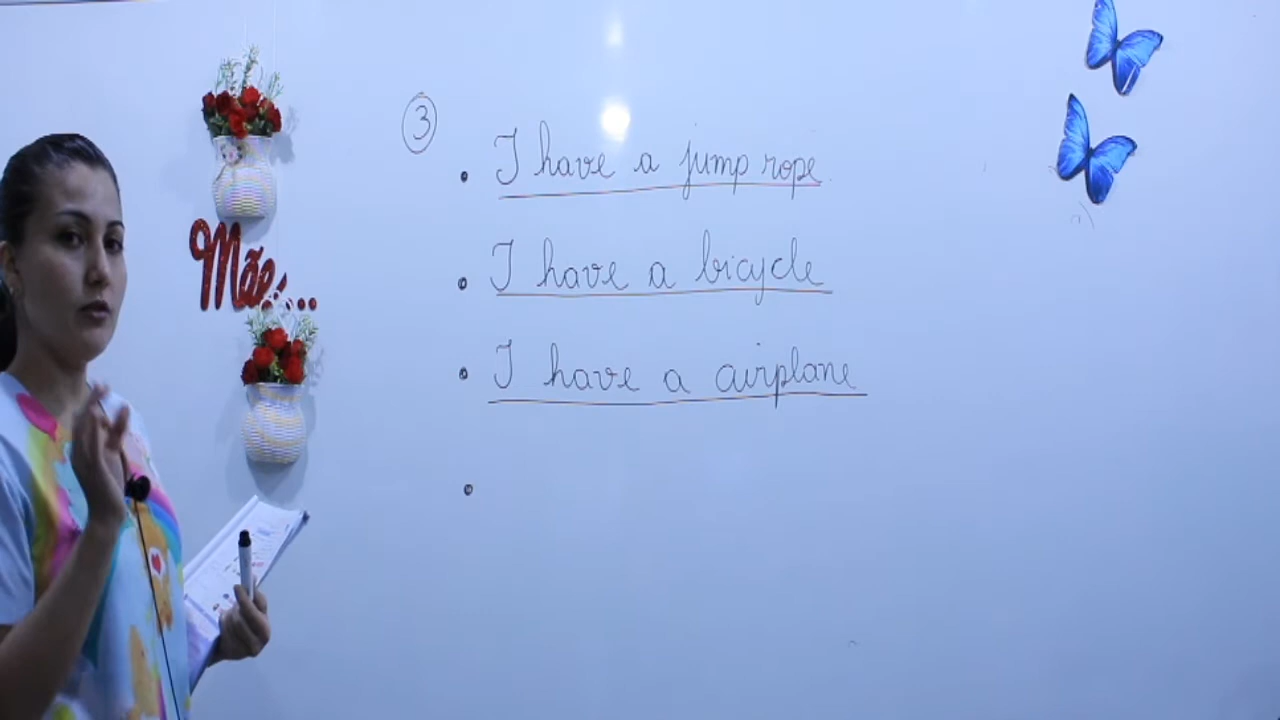 3
I have a jump rope
I have a bicycle
I have a airplane
Mãe...